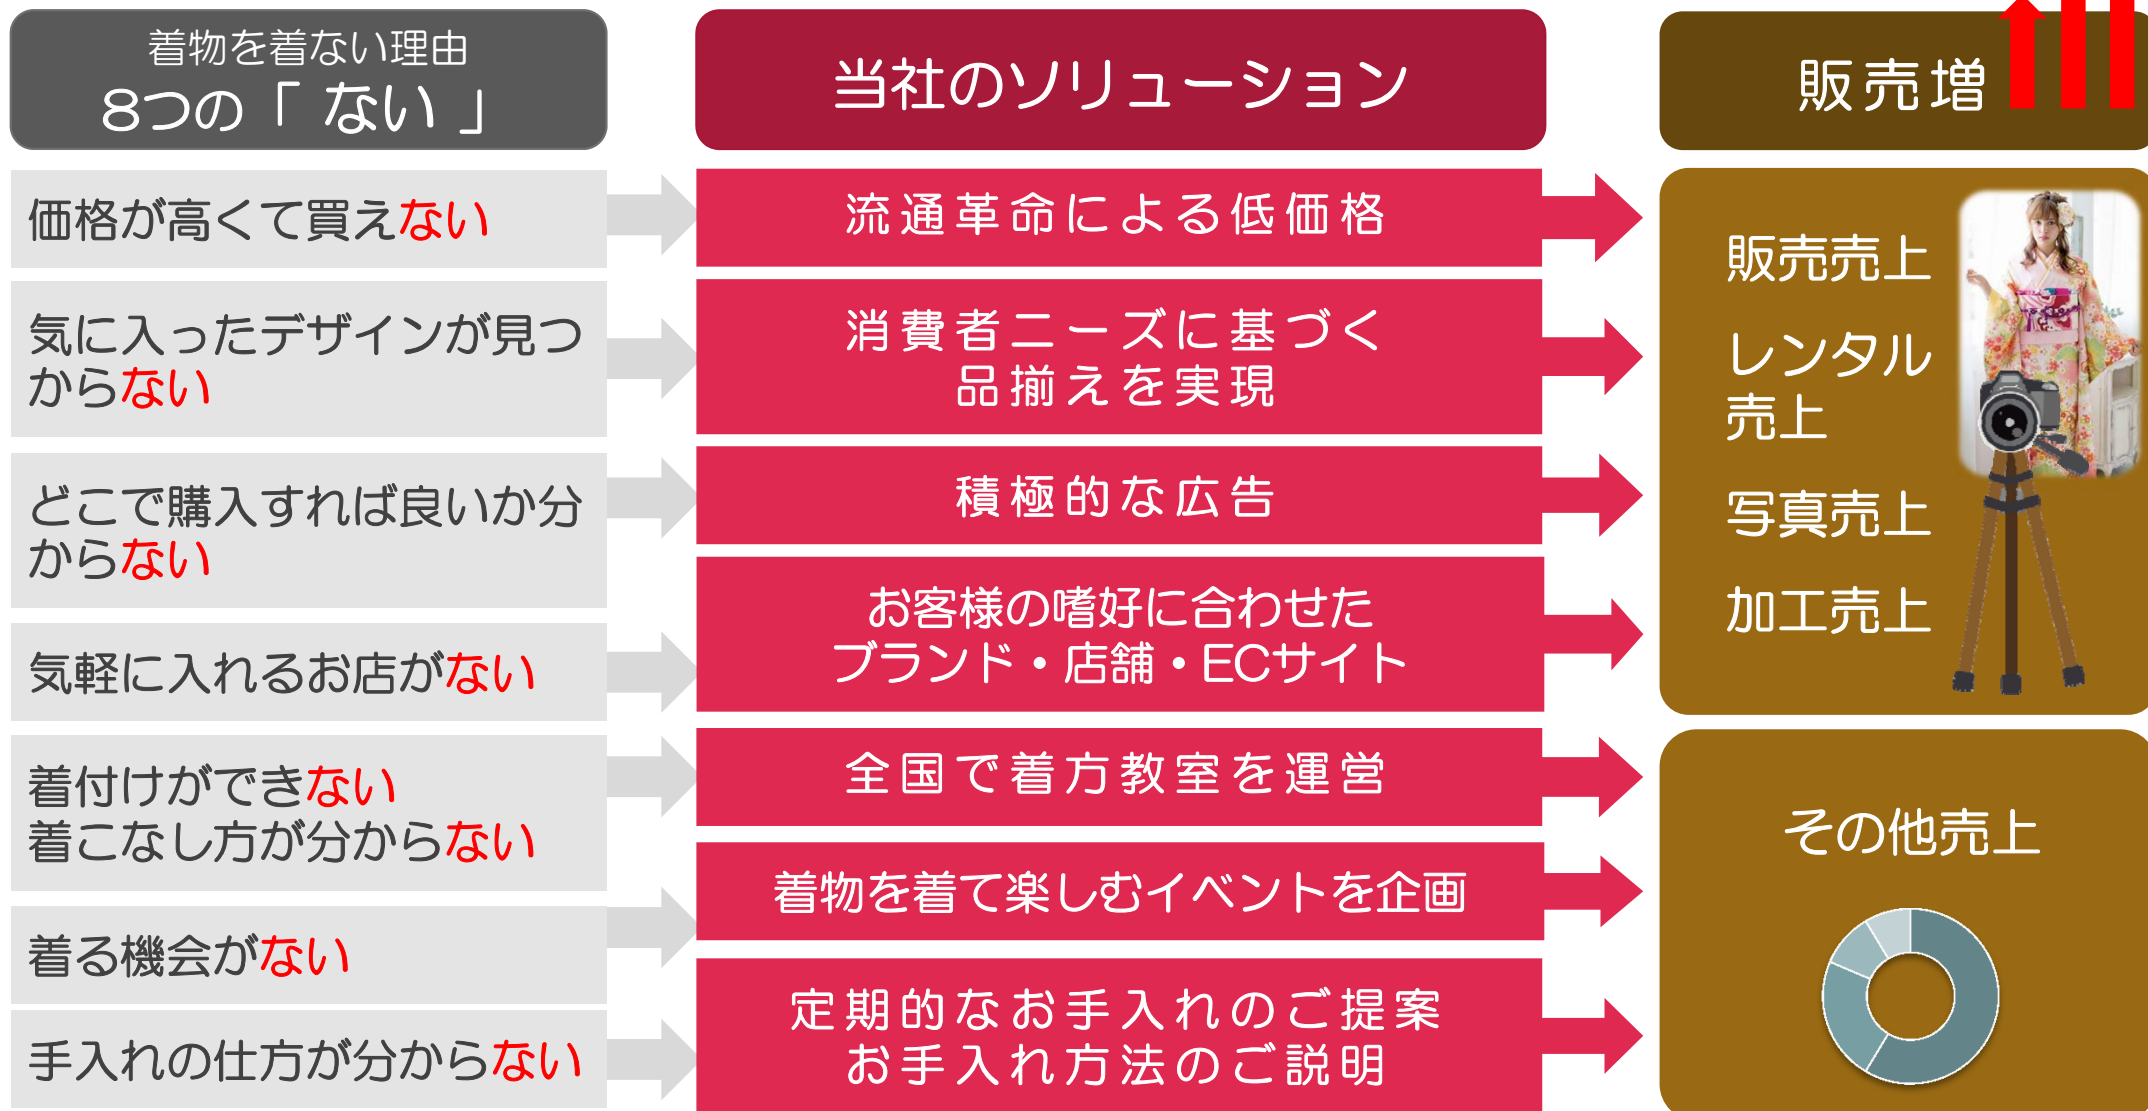 着物を着ない理由
8つの「 ない 」
価格が高くて買えない
気に入ったデザインが見つ
からない
どこで購入すれば良いか分
からない
気軽に入れるお店がない
着付けができない
着こなし方が分からない
着る機会がない
手入れの仕方が分からない
当社のソリューション
流通革命による低価格
消費者ニーズに基づく
品揃えを実現
積極的な広告
お客様の嗜好に合わせた
ブランド・店舗・ECサイト
全国で着方教室を運営
着物を着て楽しむイベントを企画
定期的なお手入れのご提案
お手入れ方法のご説明
販売増
販売売上
レンタル
売上
写真売上
加工売上
その他売上